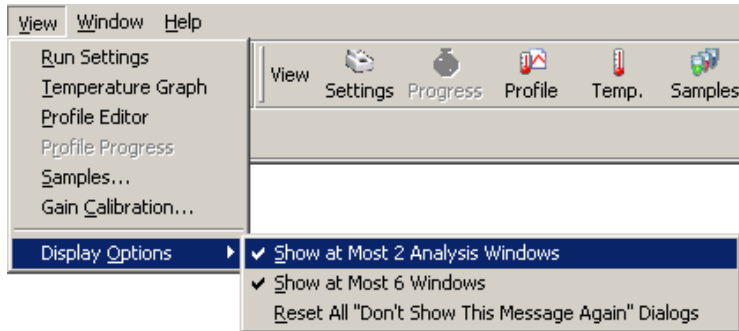 View Window Help
Run Settings
Temperature Graph
Profile Editor
Profile Progress
Samples...
Gain Calibration...
Display Options
View Settings Progress Profile Temp. Samples
Show at Most 2 Analysis Windows
Show at Most 6 Windows
Reset All "Don't Show This Message Again" Dialogs